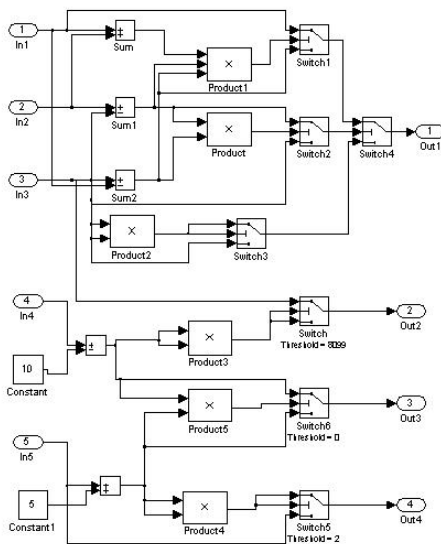 1
In1
Sum
Product1
Switch1
2
In2
Sum1
Product
Switch2
Switch4
1
Out1
3
In3
Sum2
Product2
Switch3
4
In4
10
Constant
Product3
Switch
Threshold = 8099
2
Out2
Product5
Switch6
Threshold = 0
3
Out3
5
In5
5
Constant1
Product4
Switch5
Threshold = 2
4
Out4